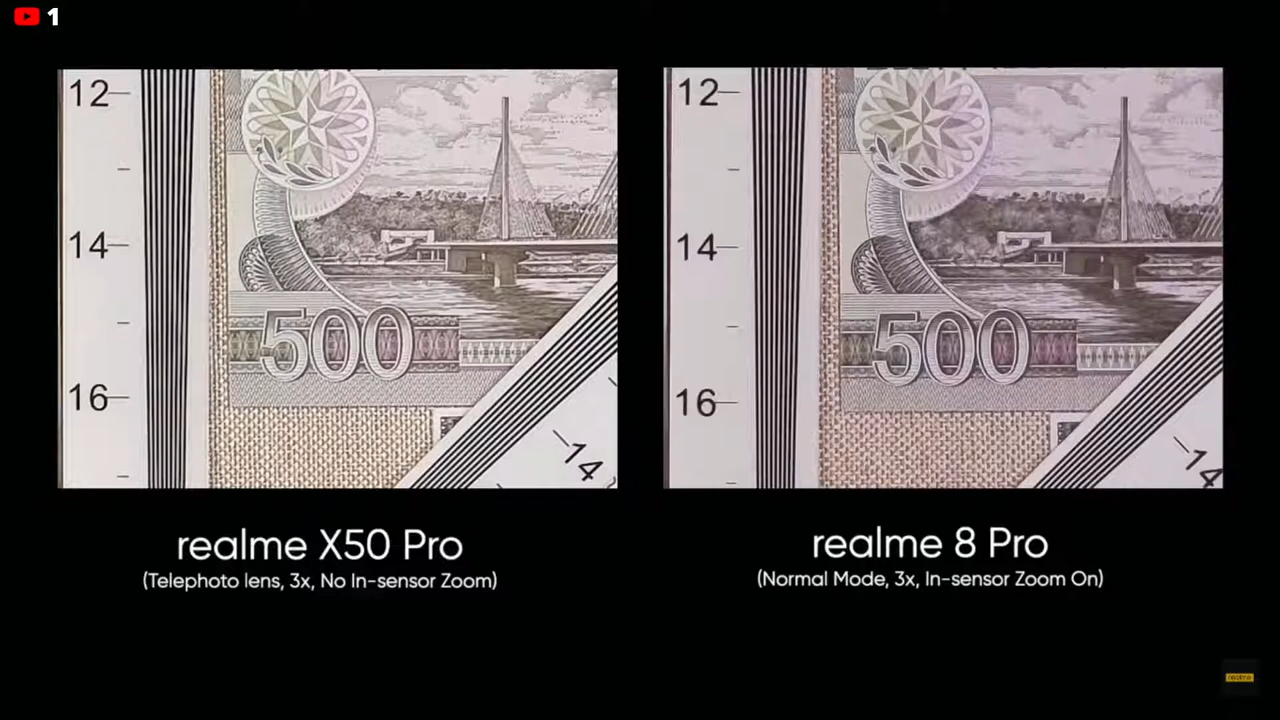 1
12
14
16
500
14
12
14
16
500
14
realme X50 Pro
(Telephoto lens, 3x, No In-sensor Zoom)
realme 8 Pro
(Normal Mode, 3x, In-sensor Zoom On)
realme